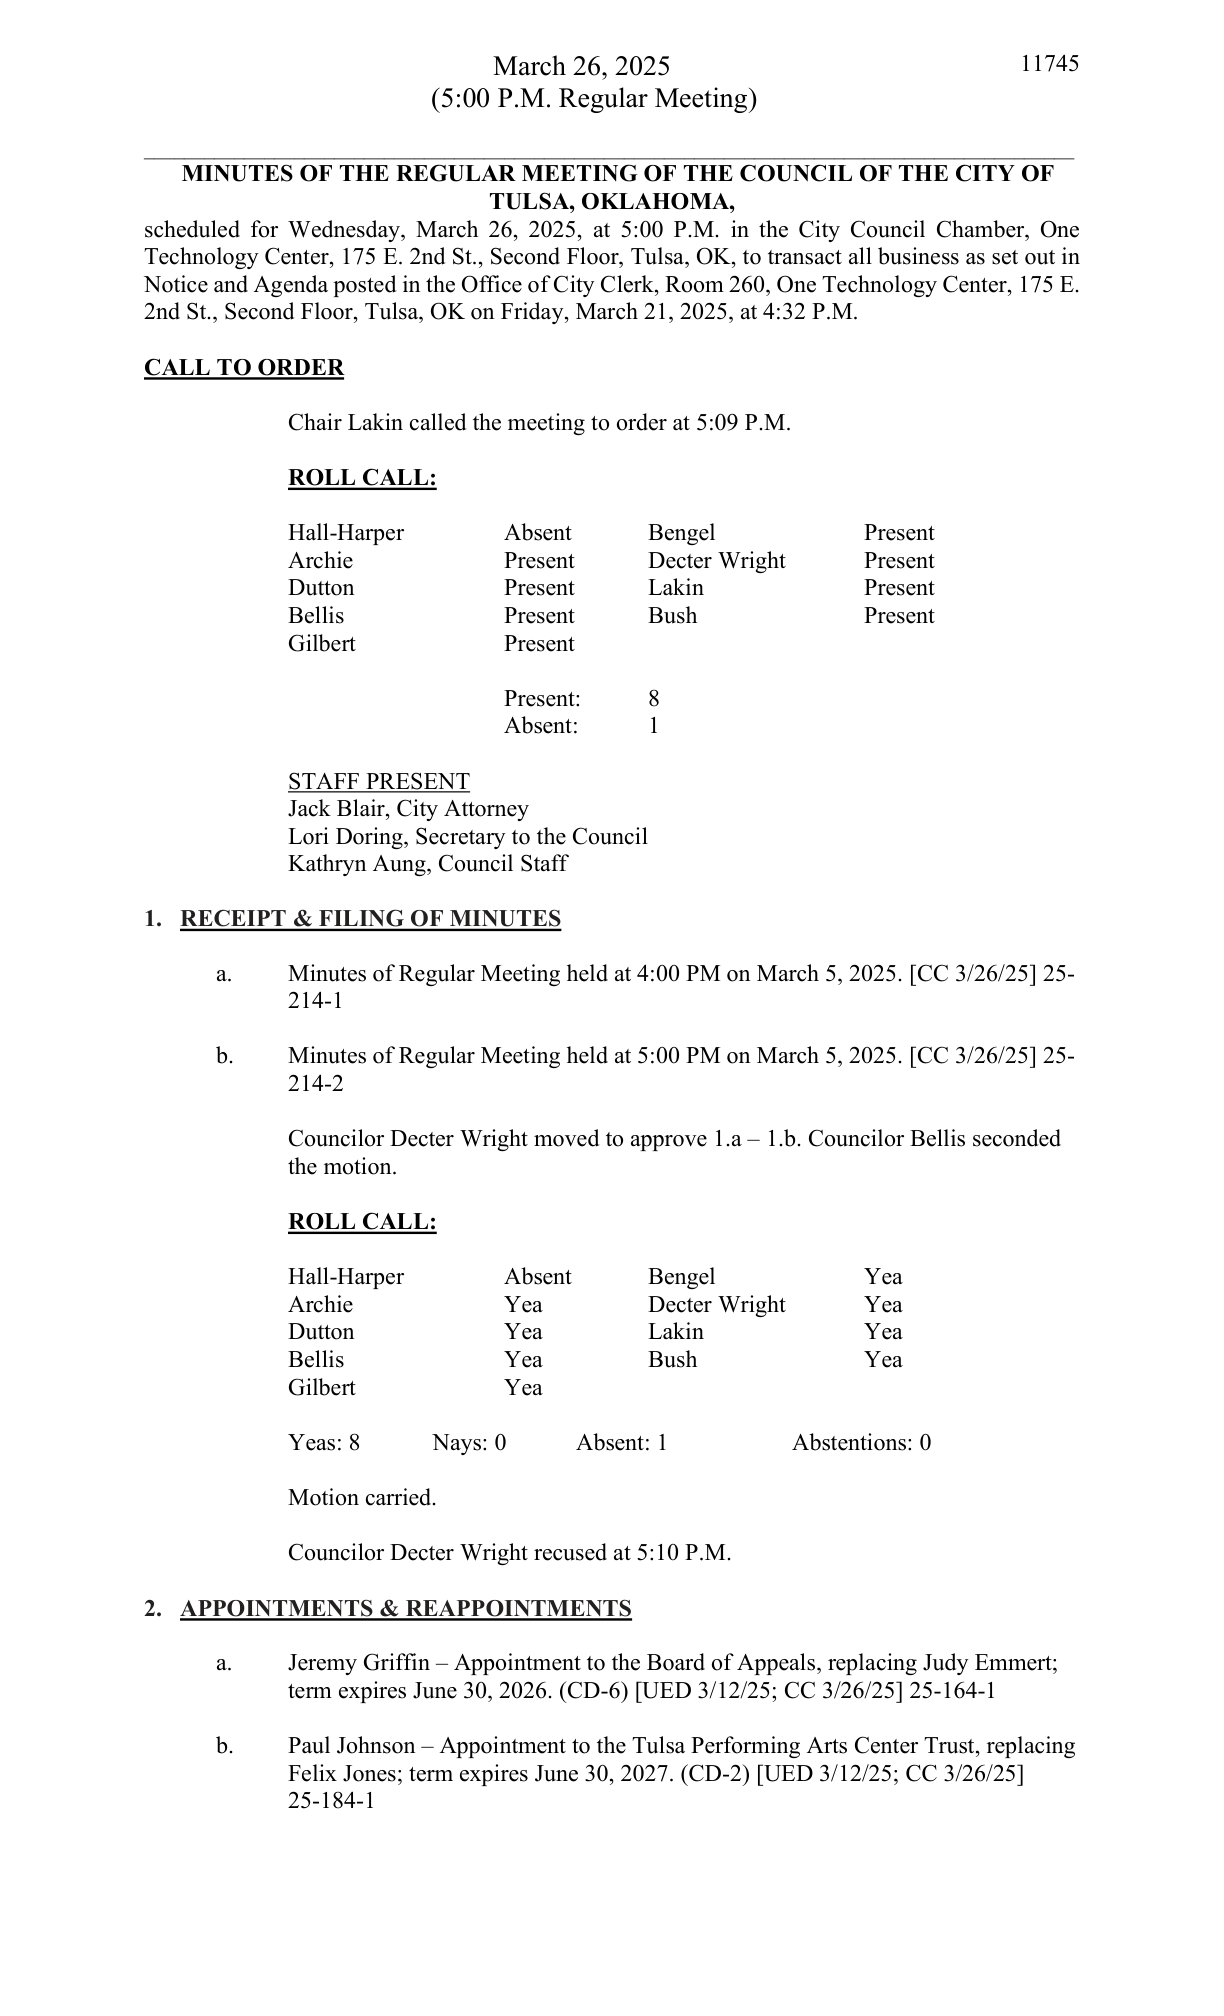 March 26, 2025 11745
(5:00 P.M. Regular Meeting)
MINUTES OF THE REGULAR MEETING OF THE COUNCIL OF THE CITY OF
TULSA, OKLAHOMA,
scheduled for Wednesday, March 26, 2025, at 5:00 P.M. in the City Council Chamber, One
Technology Center, 175 E. 2nd St., Second Floor, Tulsa, OK, to transact all business as set out in
Notice and Agenda posted in the Office of City Clerk, Room 260, One Technology Center, 175 E.
2nd St., Second Floor, Tulsa, OK on Friday, March 21, 2025, at 4:32 P.M.
CALL TO ORDER
Chair Lakin called the meeting to order at 5:09 P.M.
ROLL CALL:
Hall-Harper Absent Bengel Present
Archie Present Decter Wright Present
Dutton Present Lakin Present
Bellis Present Bush Present
Gilbert Present
Present: 8
Absent: 1
STAFF PRESENT
Jack Blair, City Attorney
Lori Doring, Secretary to the Council
Kathryn Aung, Council Staff
1. RECEIPT & FILING OF MINUTES
a. Minutes of Regular Meeting held at 4:00 PM on March 5, 2025. [CC 3/26/25] 25-
214-1
b. Minutes of Regular Meeting held at 5:00 PM on March 5, 2025. [CC 3/26/25] 25-
214-2
Councilor Decter Wright moved to approve 1.a – 1.b. Councilor Bellis seconded
the motion.
ROLL CALL:
Hall-Harper Absent Bengel Yea
Archie Yea Decter Wright Yea
Dutton Yea Lakin Yea
Bellis Yea Bush Yea
Gilbert Yea
Yeas: 8 Nays: 0 Absent: 1 Abstentions: 0
Motion carried.
Councilor Decter Wright recused at 5:10 P.M.
2. APPOINTMENTS & REAPPOINTMENTS
a. Jeremy Griffin – Appointment to the Board of Appeals, replacing Judy Emmert;
term expires June 30, 2026. (CD-6) [UED 3/12/25; CC 3/26/25] 25-164-1
b. Paul Johnson – Appointment to the Tulsa Performing Arts Center Trust, replacing
Felix Jones; term expires June 30, 2027. (CD-2) [UED 3/12/25; CC 3/26/25]
25-184-1